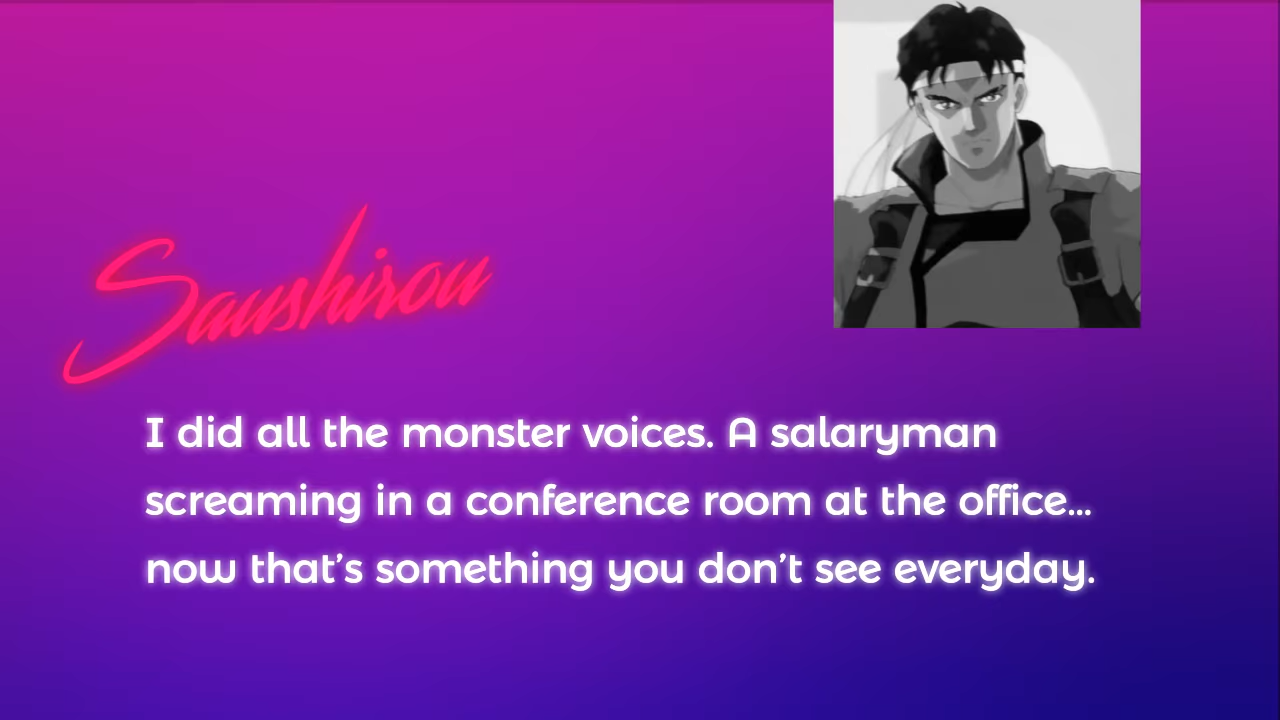 Saushirou
I did all the monster voices. A salaryman
screaming in a conference room at the office...
now that's something you don't see everyday.